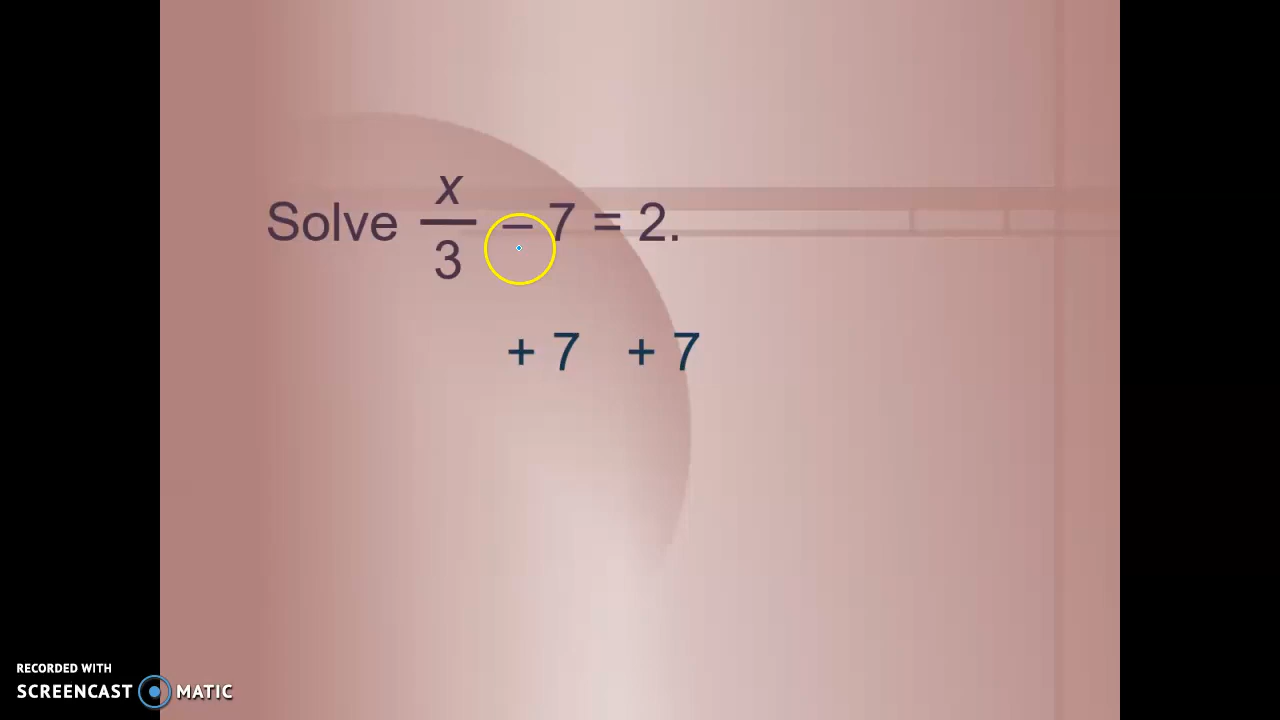 Solve x/3 – 7 = 2.
+ 7 + 7
RECORDED WITH
SCREENCAST MATIC